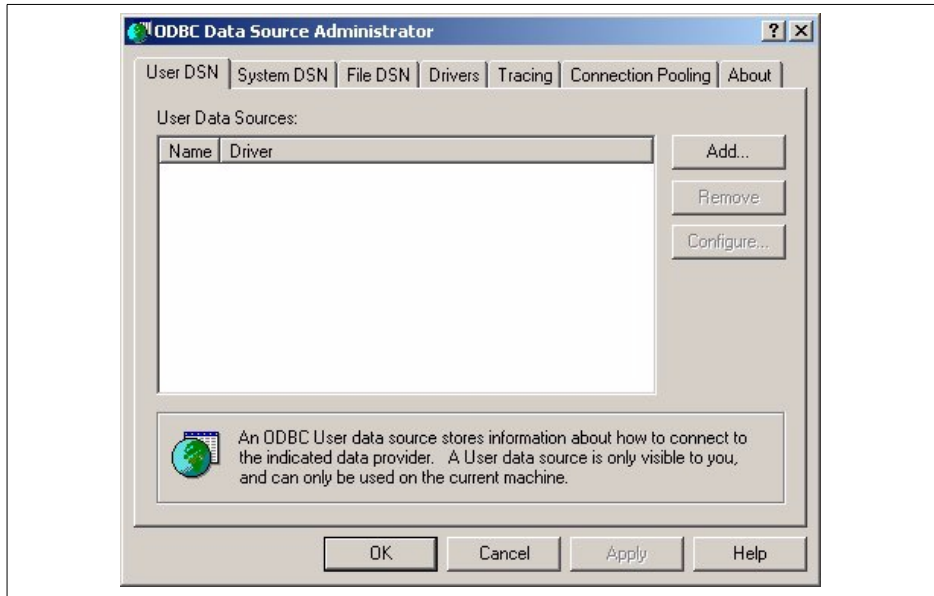 ODBC Data Source Administrator
User DSN System DSN File DSN Drivers Tracing Connection Pooling About
User Data Sources:
Name Driver
Add...
Remove
Configure...
An ODBC User data source stores information about how to connect to
the indicated data provider. A User data source is only visible to you,
and can only be used on the current machine.
OK Cancel Apply Help